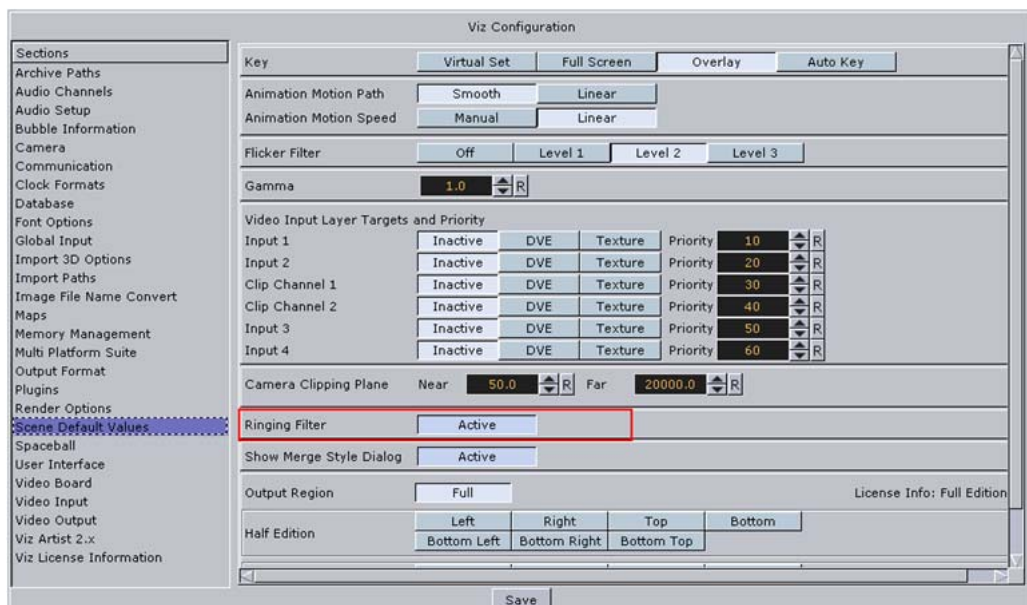 Viz Configuration
Sections
Archive Paths
Audio Channels
Audio Setup
Bubble Information
Camera
Communication
Clock Formats
Database
Font Options
Global Input
Import 3D Options
Import Paths
Image File Name Convert
Maps
Memory Management
Multi Platform Suite
Output Format
Plugins
Render Options
Scene Default Values
Spaceball
User Interface
Video Board
Video Input
Video Output
Viz Artist 2.x
Viz License Information
Key Virtual Set Full Screen Overlay Auto Key
Animation Motion Path Smooth Linear
Animation Motion Speed Manual Linear
Flicker Filter Off Level 1 Level 2 Level 3
Gamma 1.0 R
Video Input Layer Targets and Priority
Input 1 Inactive DVE Texture Priority 10 R
Input 2 Inactive DVE Texture Priority 20 R
Clip Channel 1 Inactive DVE Texture Priority 30 R
Clip Channel 2 Inactive DVE Texture Priority 40 R
Input 3 Inactive DVE Texture Priority 50 R
Input 4 Inactive DVE Texture Priority 60 R
Camera Clipping Plane Near 50.0 R Far 20000.0 R
Ringing Filter Active
Show Merge Style Dialog Active
Output Region Full License Info: Full Edition
Half Edition Left Right Top Bottom
Bottom Left Bottom Right Bottom Top
Save